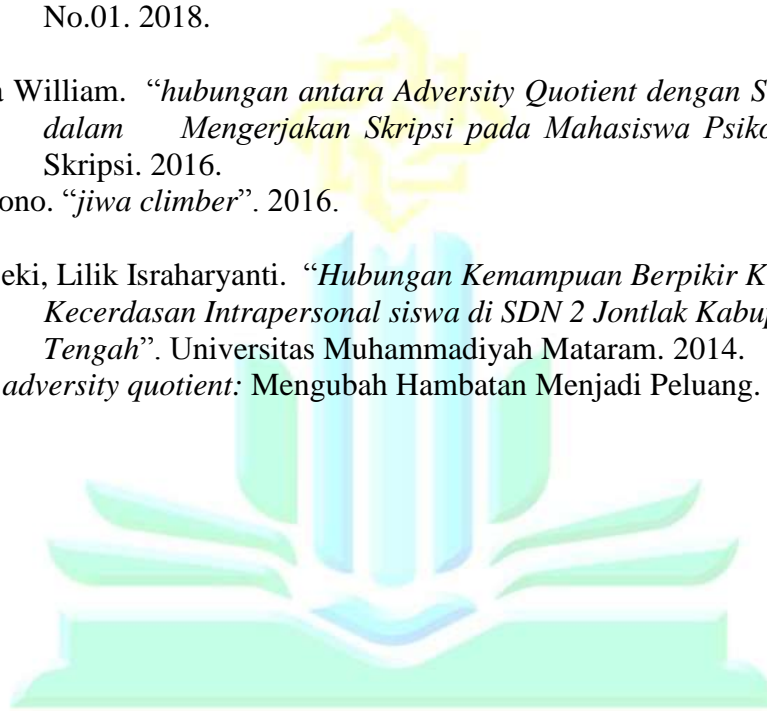 No.01. 2018.
a William. “hubungan antara Adversity Quotient dengan S
dalam Mengerjakan Skripsi pada Mahasiswa Psiko
Skripsi. 2016.
ono. “jiwa climber”. 2016.
eki, Lilik Israharyanti. “Hubungan Kemampuan Berpikir K
Kecerdasan Intrapersonal siswa di SDN 2 Jontlak Kabup
Tengah”. Universitas Muhammadiyah Mataram. 2014.
adversity quotient: Mengubah Hambatan Menjadi Peluang.